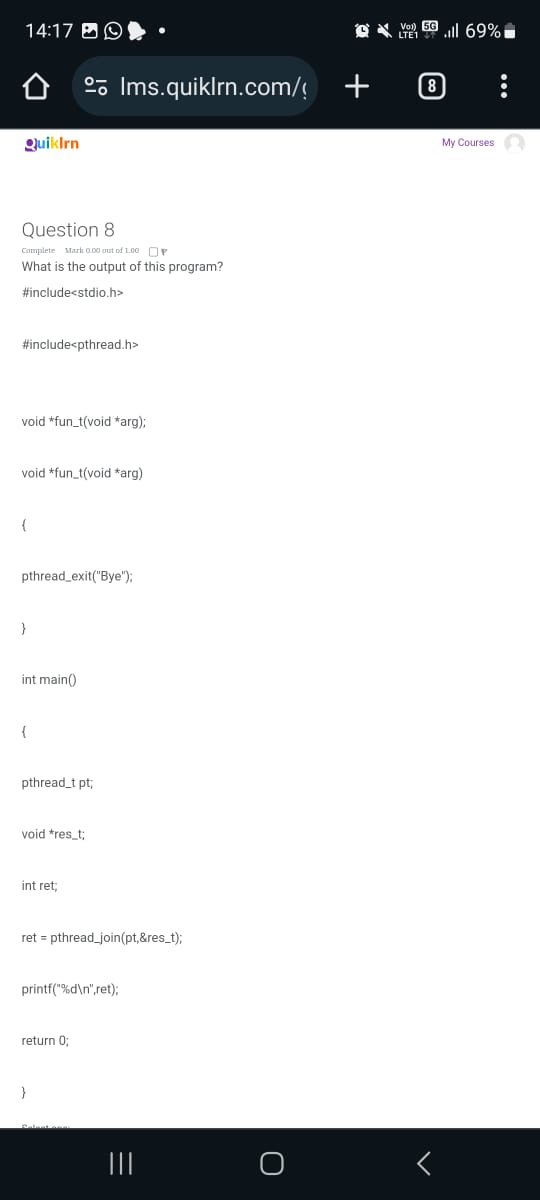 14:17 Vo)) LTE1 5G 69%
lms.quiklrn.com/ 8
Quiklrn My Courses
Question 8
Complete Mark 0.00 out of 1.00
What is the output of this program?
#include<stdio.h>
#include<pthread.h>
void *fun_t(void *arg);
void *fun_t(void *arg)
{
pthread_exit("Bye");
}
int main()
{
pthread_t pt;
void *res_t;
int ret;
ret = pthread_join(pt,&res_t);
printf("%d\n",ret);
return 0;
}